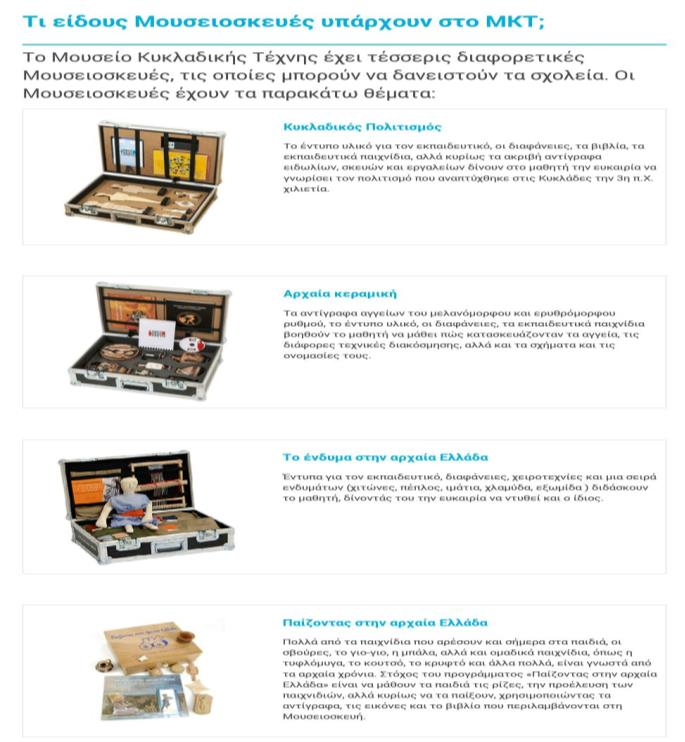 Τι είδους Μουσειοσκευές υπάρχουν στο ΜΚΤ;
Το Μουσείο Κυκλαδικής Τέχνης έχει τέσσερις διαφορετικές
Μουσειοσκευές, τις οποίες μπορούν να δανειστούν τα σχολεία. Οι
Μουσειοσκευές έχουν τα παρακάτω θέματα:
Κυκλαδικός Πολιτισμός
Το έντυπο υλικό για τον εκπαιδευτικό, οι διαφάνειες, τα βιβλία, τα
εκπαιδευτικά παιχνίδια, αλλά κυρίως τα ακριβή αντίγραφα
ειδωλίων, σκευών και εργαλείων δίνουν στο μαθητή την ευκαιρία να
γνωρίσει τον πολιτισμό που αναπτύχθηκε στις Κυκλάδες την 3η π.Χ.
χιλιετία.
Αρχαία κεραμική
Τα αντίγραφα αγγείων του μελανόμορφου και ερυθρόμορφου
ρυθμού, το έντυπο υλικό, οι διαφάνειες, τα εκπαιδευτικά παιχνίδια
βοηθούν το μαθητή να μάθει πώς κατασκευάζονταν τα αγγεία, τις
διάφορες τεχνικές διακόσμησης, αλλά και τα σχήματα και τις
ονομασίες τους.
Το ένδυμα στην αρχαία Ελλάδα
Έντυπα για τον εκπαιδευτικό, διαφάνειες, χειροτεχνίες και μια σειρά
ενδυμάτων (χιτώνες, πέπλος, ιμάτια, χλαμύδα, εξωμίδα ) διδάσκουν
το μαθητή, δίνοντάς του την ευκαιρία να ντυθεί και ο ίδιος.
Παίζοντας στην αρχαία Ελλάδα
Πολλά από τα παιχνίδια που αρέσουν και σήμερα στα παιδιά, οι
σβούρες, το γιο-γιο, η μπάλα, αλλά και ομαδικά παιχνίδια, όπως η
τυφλόμυγα, το κουτσό, το κρυφτό και άλλα πολλά, είναι γνωστά από
τα αρχαία χρόνια. Στόχος του προγράμματος «Παίζοντας στην αρχαία
Ελλάδα» είναι να μάθουν τα παιδιά τις ρίζες, την προέλευση των
παιχνιδιών, αλλά κυρίως να τα παίξουν, χρησιμοποιώντας τα
αντίγραφα, τις εικόνες και το βιβλίο που περιλαμβάνονται στη
Μουσειοσκευή.